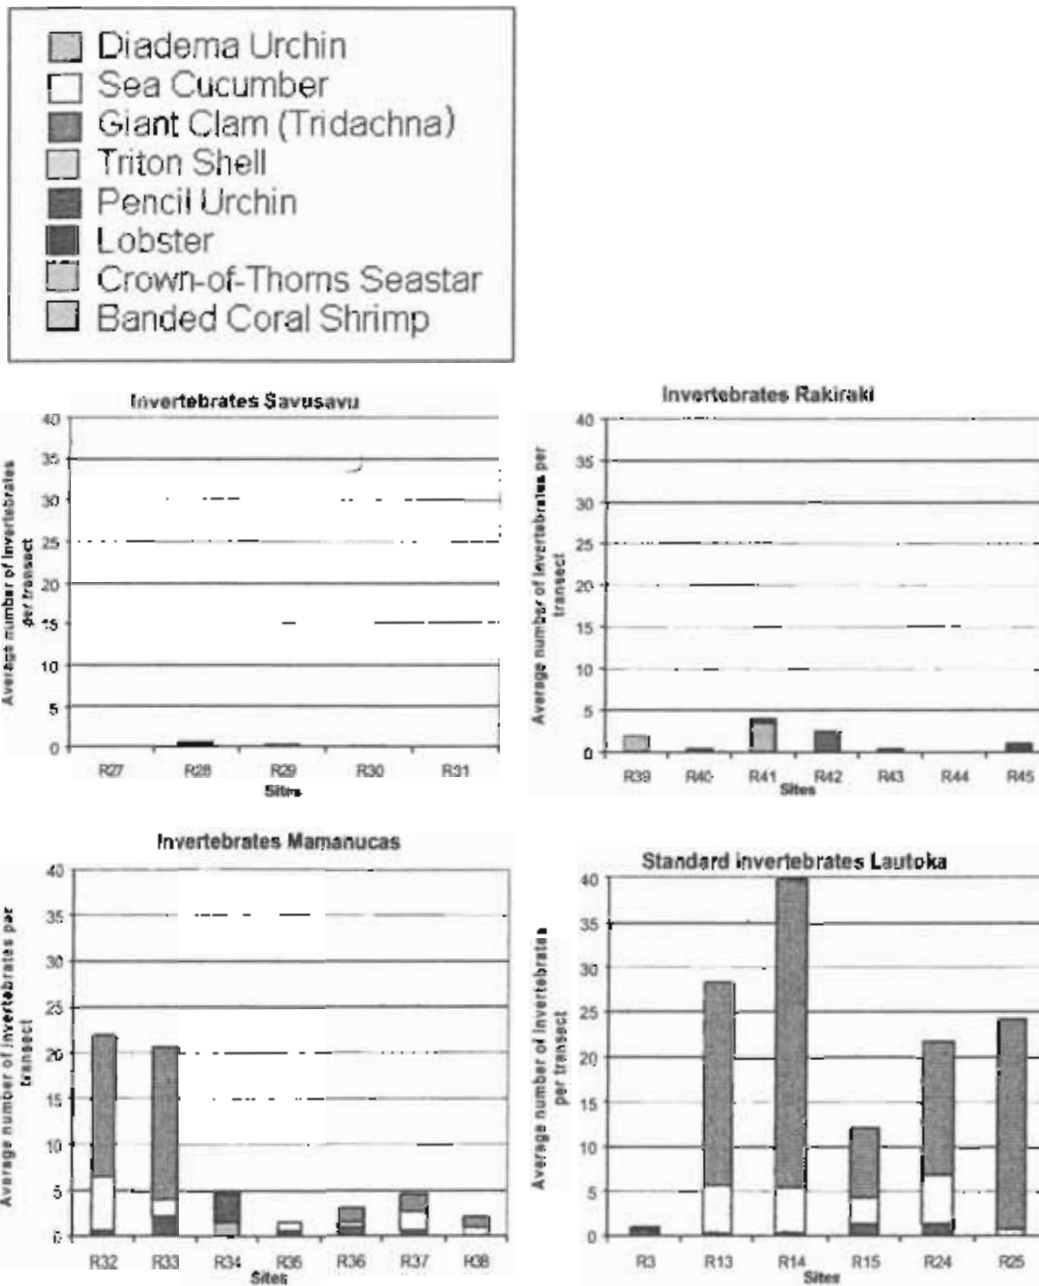 Diadema Urchin
Sea Cucumber
Giant Clam (Tridachna)
Triton Shell
Pencil Urchin
Lobster
Crown-of-Thorns Seastar
Banded Coral Shrimp
Invertebrates Savusavu
Average number of invertebrates
per transect
40
35
30
25
20
15
10
5
0
R27 R28 R29 R30 R31
Sites
Invertebrates Rakiraki
Average number of invertebrates per
transect
40
35
30
25
20
15
10
5
0
R39 R40 R41 R42 R43 R44 R45
Sites
Invertebrates Mamanucas
Average number of invertebrates per
transect
40
35
30
25
20
15
10
5
0
R32 R33 R34 R35 R36 R37 R38
Sites
Standard invertebrates Lautoka
Average number of invertebrates
per transect
40
35
30
25
20
15
10
5
0
R3 R13 R14 R15 R24 R25
Sites